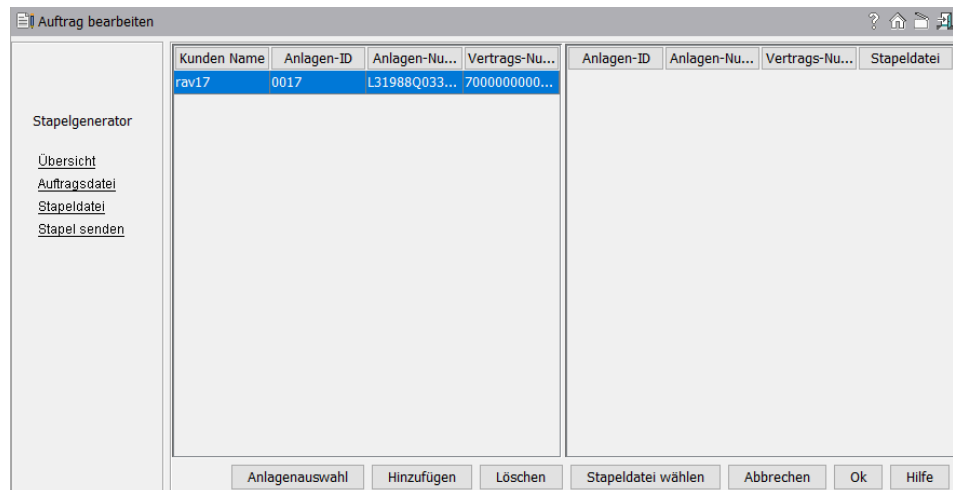 Auftrag bearbeiten
Kunden Name Anlagen-ID Anlagen-Nu... Vertrags-Nu... Anlagen-ID Anlagen-Nu... Vertrags-Nu... Stapeldatei
rav17 0017 L31988Q033... 7000000000...
Stapelgenerator
Übersicht
Auftragsdatei
Stapeldatei
Stapel senden
Anlagenauswahl Hinzufügen Löschen Stapeldatei wählen Abbrechen Ok Hilfe